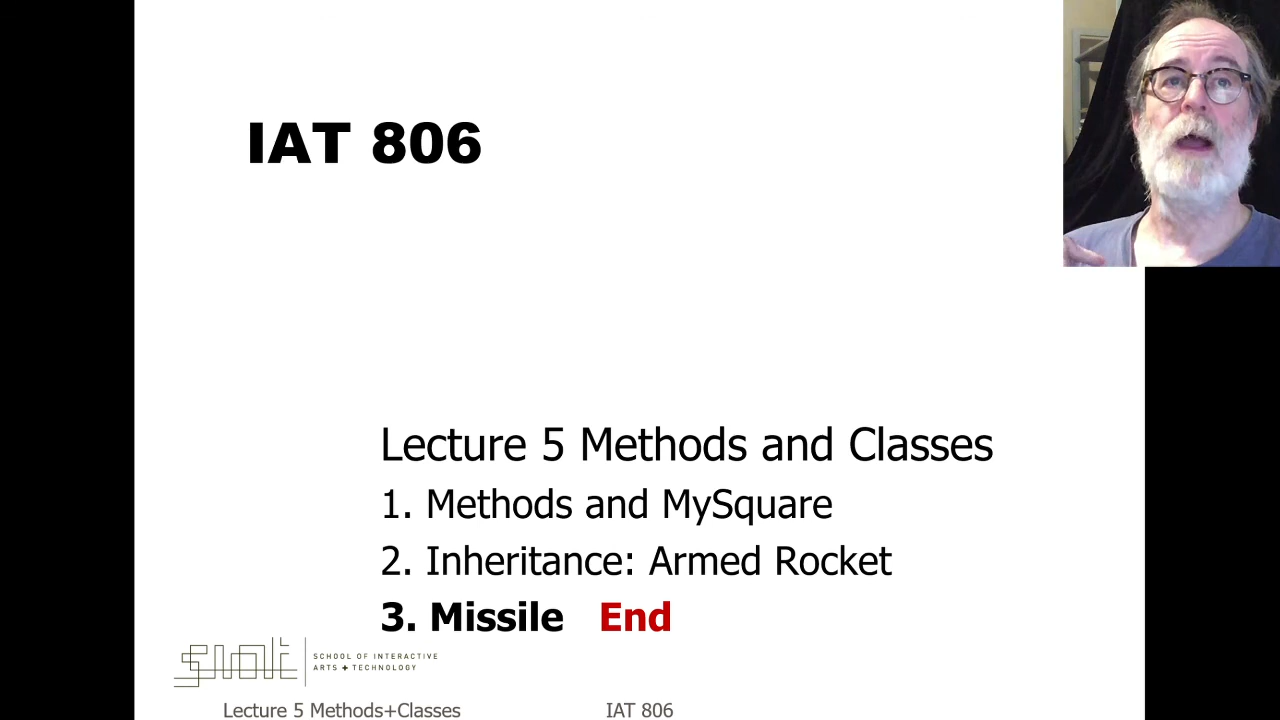 IAT 806
Lecture 5 Methods and Classes
1. Methods and MySquare
2. Inheritance: Armed Rocket
3. Missile End
siat
SCHOOL OF INTERACTIVE
ARTS + TECHNOLOGY
Lecture 5 Methods+Classes
IAT 806